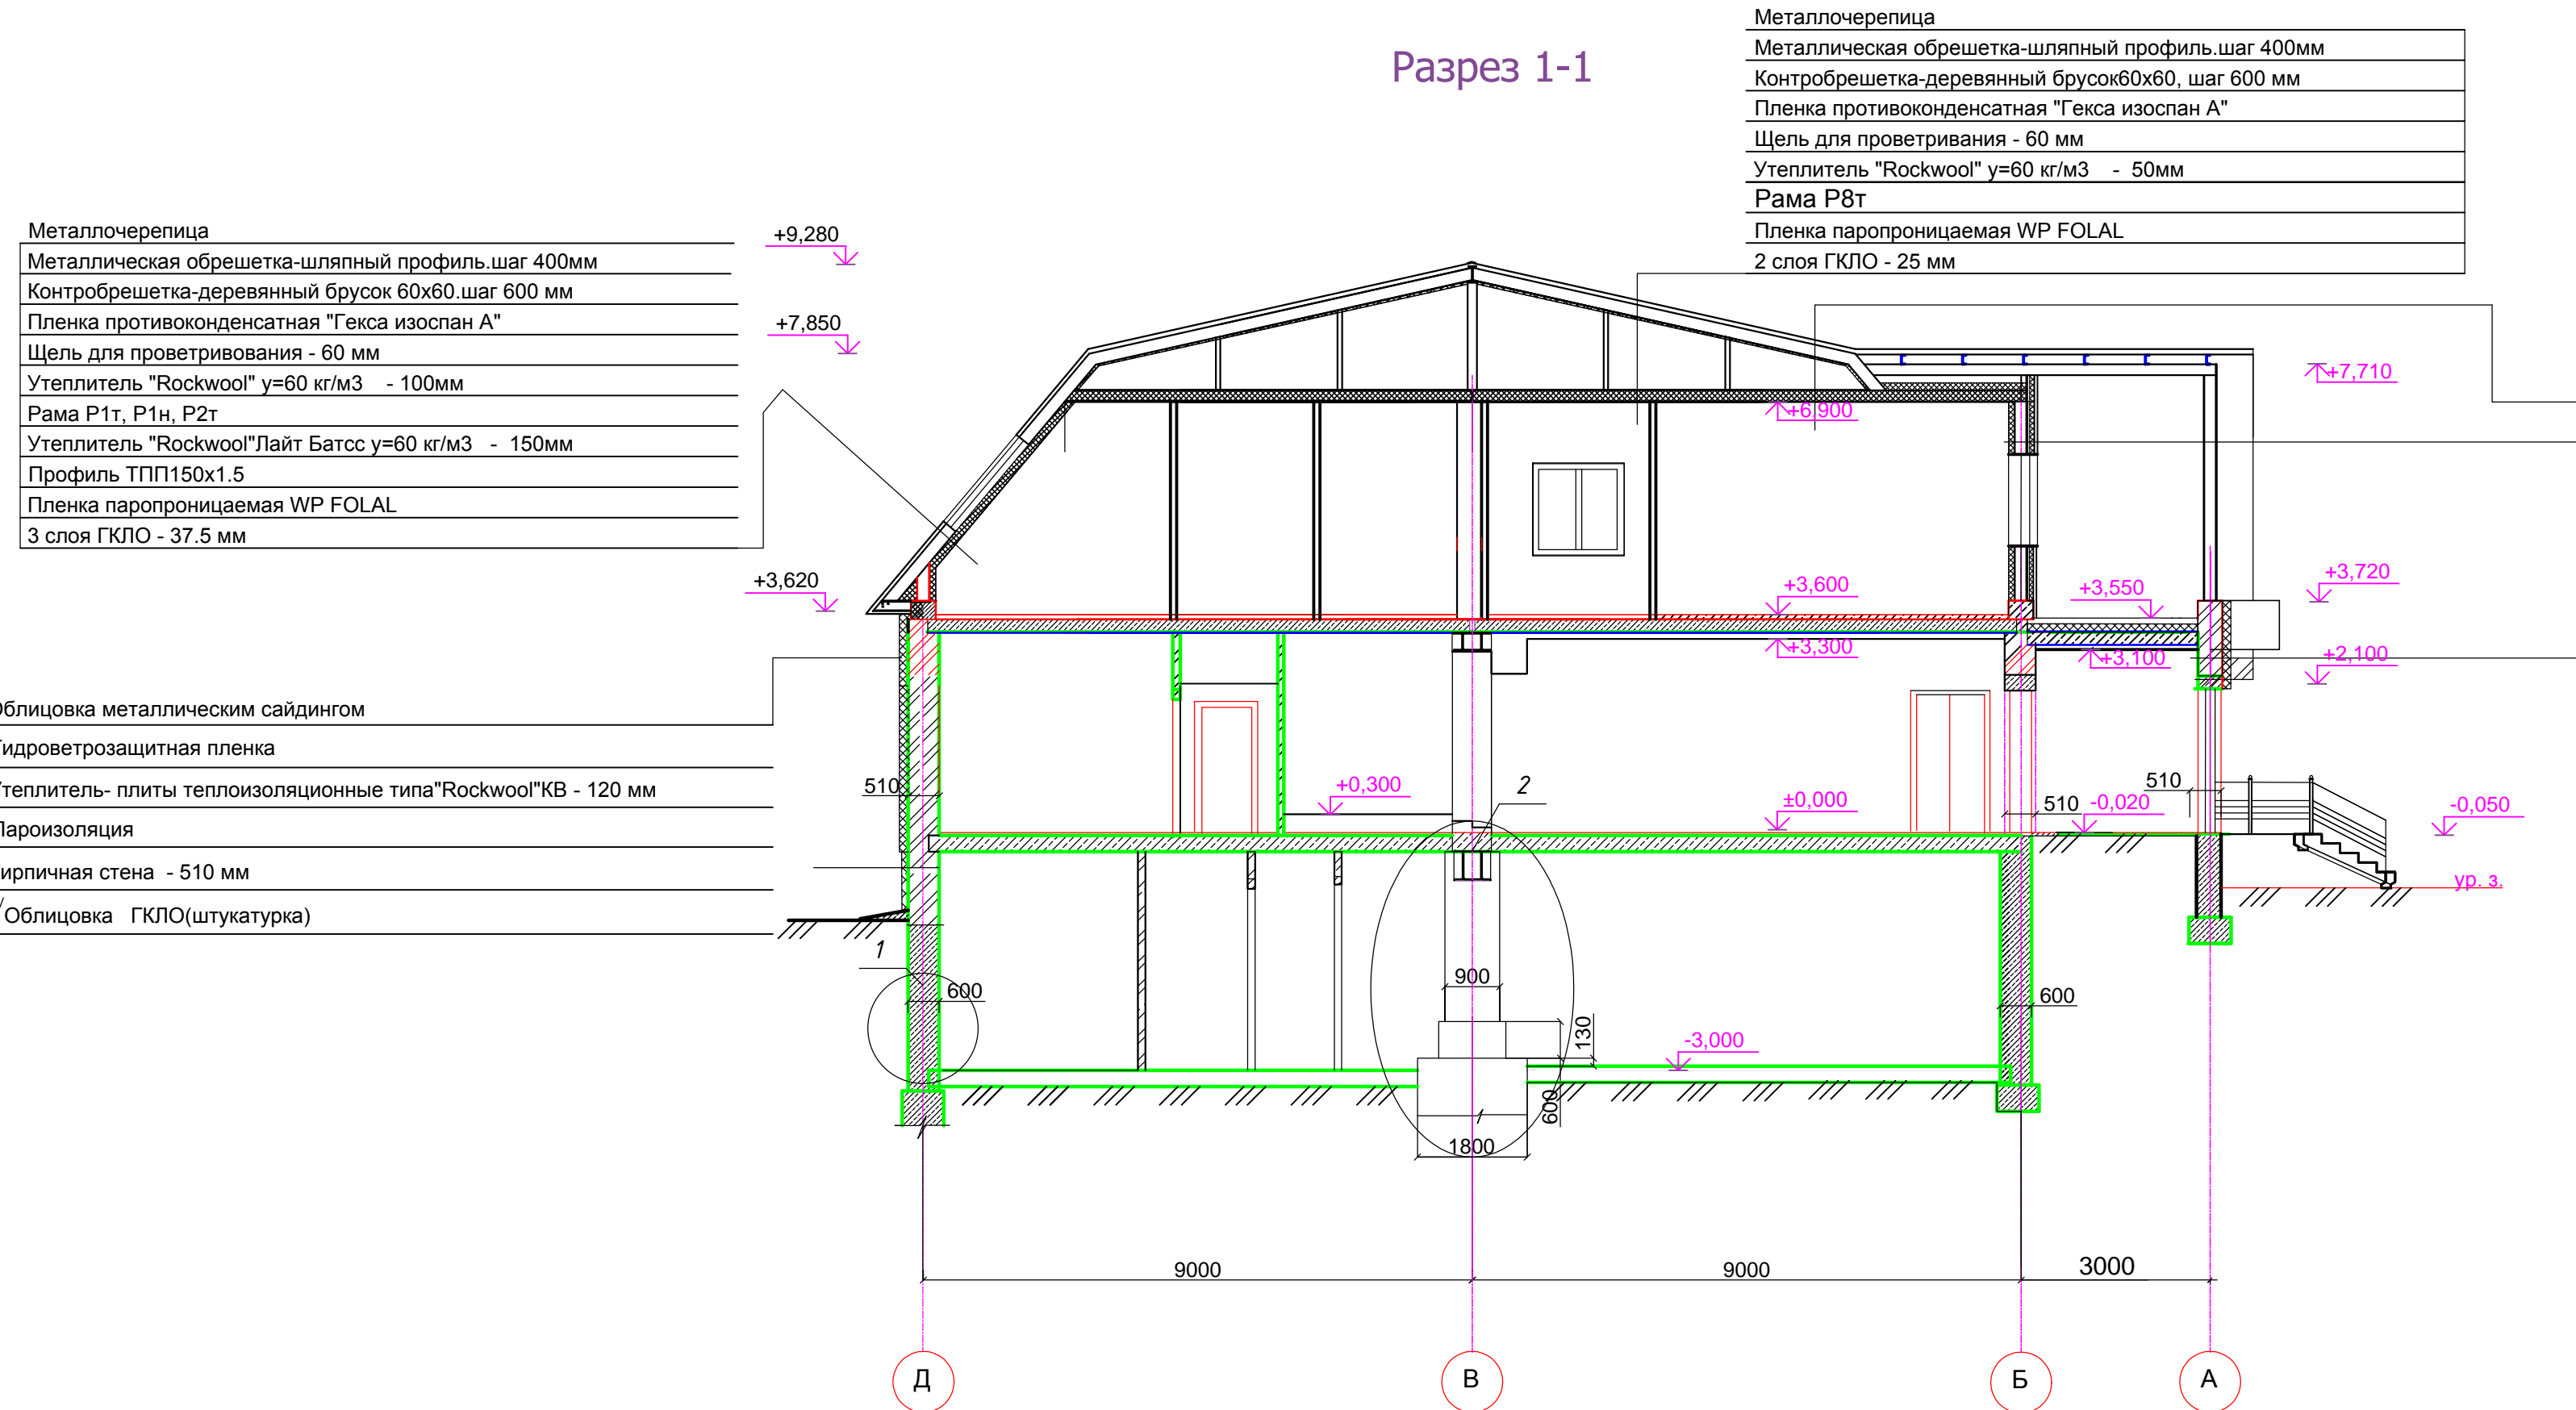 Разрез 1-1
Металлочерепица
Металлическая обрешетка-шляпный профиль.шаг 400мм
Контробрешетка-деревянный брусок60х60, шаг 600 мм
Пленка противоконденсатная "Гекса изоспан А"
Щель для проветривания - 60 мм
Утеплитель "Rockwool" y=60 кг/м3 - 50мм
Рама Р8т
Пленка паропроницаемая WP FOLAL
2 слоя ГКЛО - 25 мм
Металлочерепица
Металлическая обрешетка-шляпный профиль.шаг 400мм
Контробрешетка-деревянный брусок 60х60.шаг 600 мм
Пленка противоконденсатная "Гекса изоспан А"
Щель для проветривования - 60 мм
Утеплитель "Rockwool" y=60 кг/м3 - 100мм
Рама Р1т, Р1н, Р2т
Утеплитель "Rockwool"Лайт Батсс y=60 кг/м3 - 150мм
Профиль ТПП150х1.5
Пленка паропроницаемая WP FOLAL
3 слоя ГКЛО - 37.5 мм
+9,280
+7,850
+3,620
+7,710
+6,900
+3,600
+3,550
+3,720
+3,300
+3,100
+2,100
Облицовка металлическим сайдингом
Гидроветрозащитная пленка
Утеплитель- плиты теплоизоляционные типа"Rockwool"КВ - 120 мм
Пароизоляция
Кирпичная стена - 510 мм
Облицовка ГКЛО(штукатурка)
510
+0,300
2
±0,000
510
-0,020
510
-0,050
ур. з.
1
600
900
600
130
-3,000
600
1800
9000
9000
3000
Д
В
Б
А